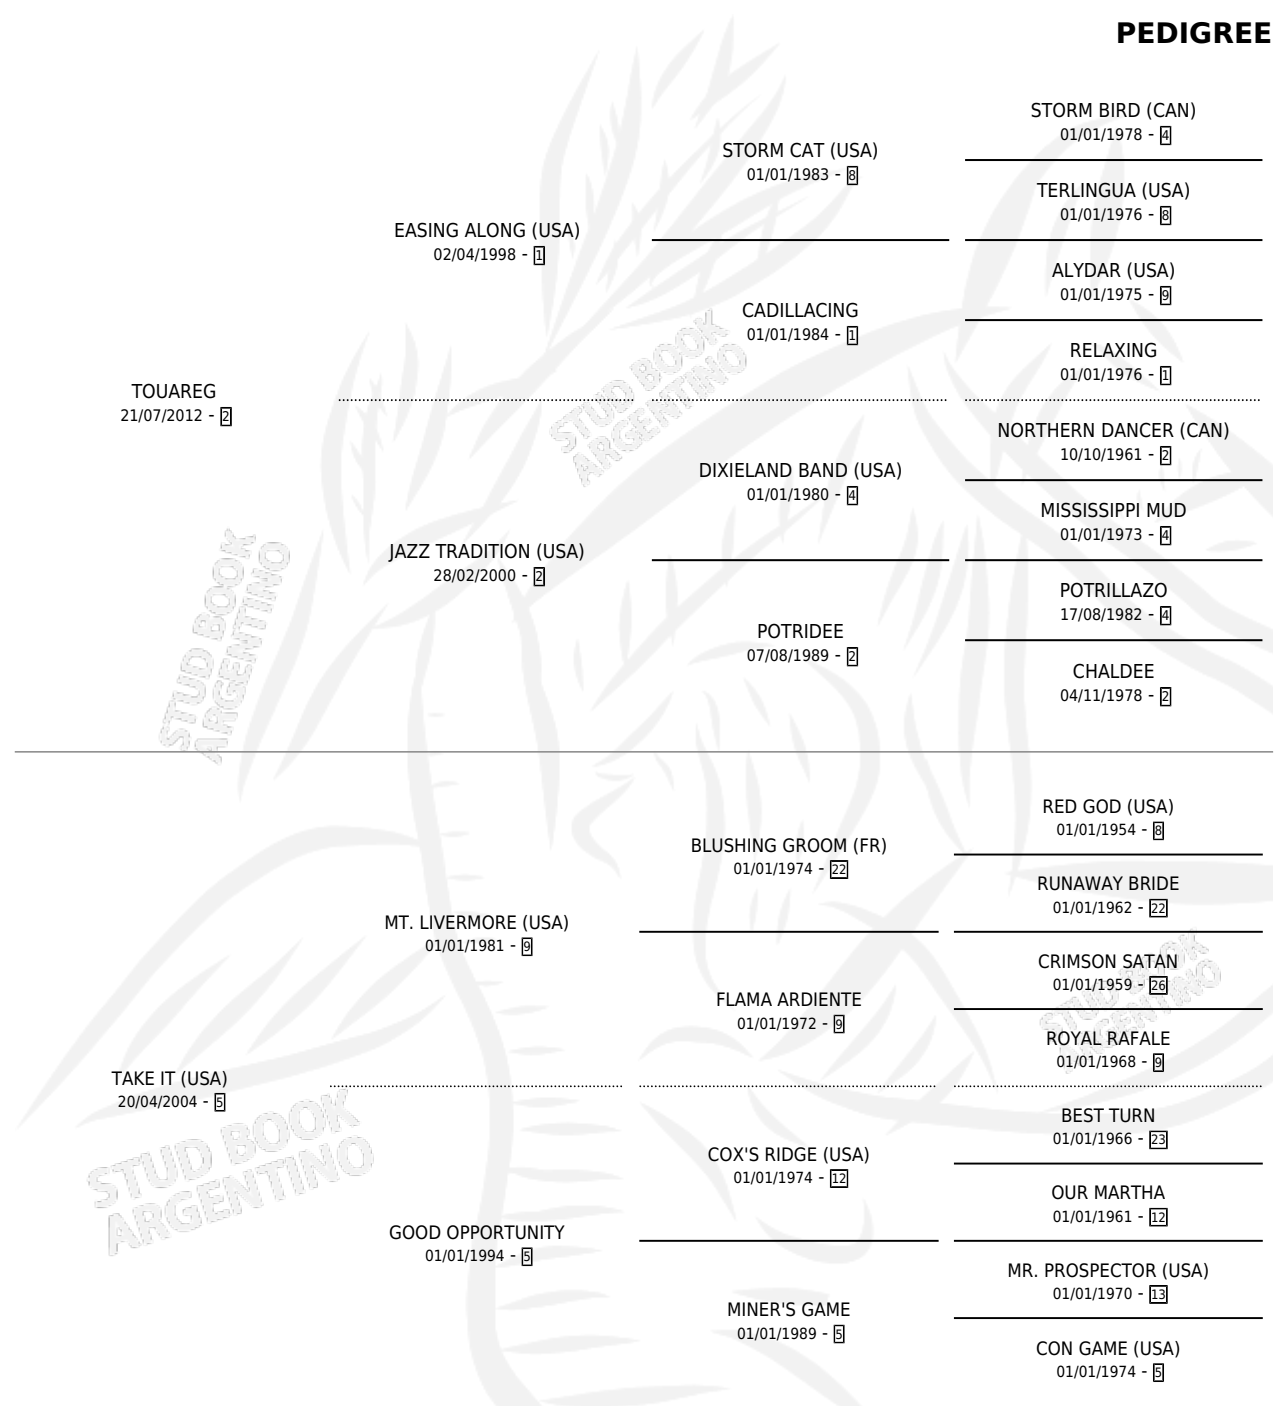 PEDIGREE
STORM BIRD (CAN)
01/01/1978 - 4
STORM CAT (USA)
01/01/1983 - 8
TERLINGUA (USA)
01/01/1976 - 8
EASING ALONG (USA)
02/04/1998 - 1
ALYDAR (USA)
01/01/1975 - 9
CADILLACING
01/01/1984 - 1
RELAXING
01/01/1976 - 1
TOUAREG
21/07/2012 - 2
STUD BOOK
ARGENTINO
NORTHERN DANCER (CAN)
10/10/1961 - 2
DIXIELAND BAND (USA)
01/01/1980 - 4
MISSISSIPPI MUD
01/01/1973 - 4
JAZZ TRADITION (USA)
28/02/2000 - 2
POTRILLAZO
17/08/1982 - 4
POTRIDEE
07/08/1989 - 2
CHALDEE
04/11/1978 - 2
STUD BOOK
ARGENTINO
RED GOD (USA)
01/01/1954 - 8
BLUSHING GROOM (FR)
01/01/1974 - 22
RUNAWAY BRIDE
01/01/1962 - 22
MT. LIVERMORE (USA)
01/01/1981 - 9
CRIMSON SATAN
01/01/1959 - 26
FLAMA ARDIENTE
01/01/1972 - 9
STUD BOOK
ARGENTINO
ROYAL RAFALE
01/01/1968 - 9
TAKE IT (USA)
20/04/2004 - 5
BEST TURN
01/01/1966 - 23
STUD BOOK
ARGENTINO
COX'S RIDGE (USA)
01/01/1974 - 12
OUR MARTHA
01/01/1961 - 12
GOOD OPPORTUNITY
01/01/1994 - 5
MR. PROSPECTOR (USA)
01/01/1970 - 13
MINER'S GAME
01/01/1989 - 5
CON GAME (USA)
01/01/1974 - 5